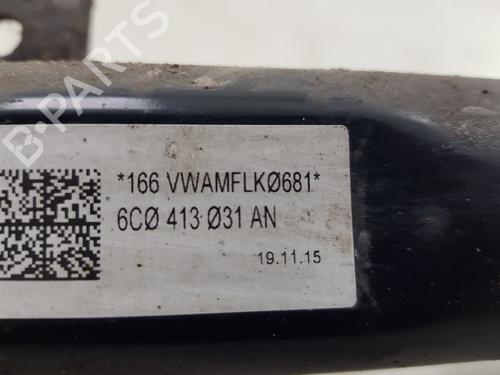 B-PARTS
*166 VWAMFLKØ681*
6CØ 413 Ø31 AN
19.11.15